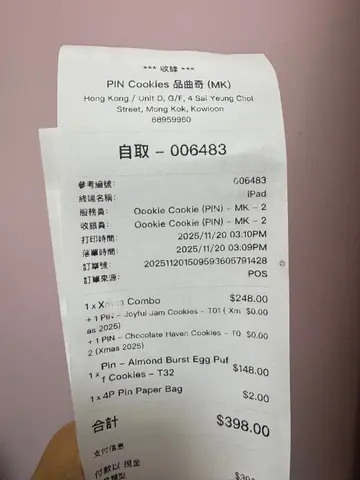 *** 收據 ***
PIN Cookies 品曲奇 (MK)
Hong Kong / Unit D, G/F, 4 Sai Yeung Choi
Street, Mong Kok, Kowloon
68959960
自取 - 006483
參考編號: 006483
終端名稱: iPad
服務員: Oookie Cookie (PIN) - MK - 2
收銀員: Oookie Cookie (PIN) - MK - 2
打印時間: 2025/11/20 03:10PM
落單時間: 2025/11/20 03:09PM
訂單號: 202511201509593605791428
訂單來源: POS
1 x Xmas Combo $248.00
+ 1 PIN - Joyful Jam Cookies - T01 ( Xm $0.00
as 2025)
+ 1 PIN - Chocolate Haven Cookies - T0 $0.00
2 (Xmas 2025)
1 x Pin - Almond Burst Egg Puf $148.00
f Cookies - T32
1 x 4P Pin Paper Bag $2.00
合計 $398.00
支付信息
付款以 現金